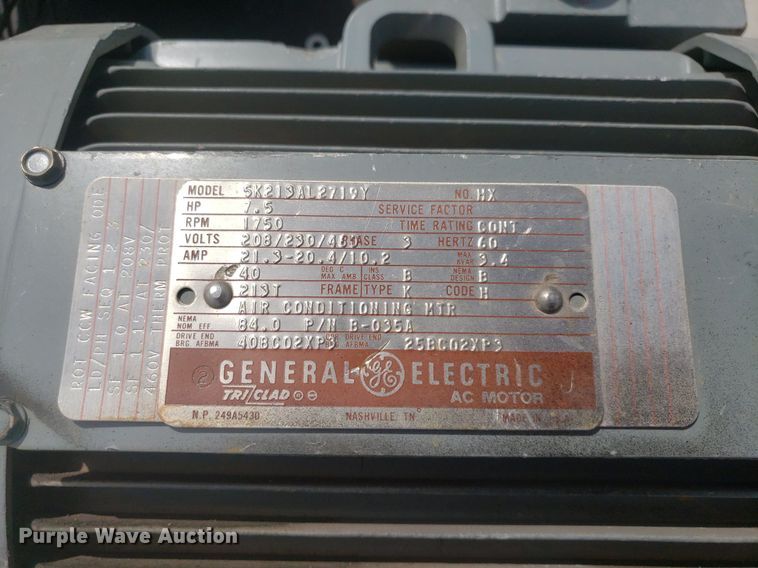 MODEL 5K213AL2719Y NO. HX
HP 7.5 SERVICE FACTOR
RPM 1750 TIME RATING CONT
VOLTS 208/230/460 PHASE 3 HERTZ 60
AMP 21.3-20.4/10.2 MAX KVAR 3.4
40 DEG C MAX AMB INS CLASS B NEMA DESIGN B
213T FRAME TYPE K CODE H
AIR CONDITIONING MTR
NEMA NOM EFF 84.0 P/N B-035A
DRIVE END BRG. AFBMA 40BC02XP3 25BC02XP3
GENERAL GE ELECTRIC
TRI/CLAD AC MOTOR
N.P. 249A5430 NASHVILLE, TN MADE IN
ROT CCW FACING ODE
LD/PH SEQ 1 2 3
SF 1.0 AT 208V
SF 1.15 AT 230/
460V THERM PROT
Purple Wave Auction